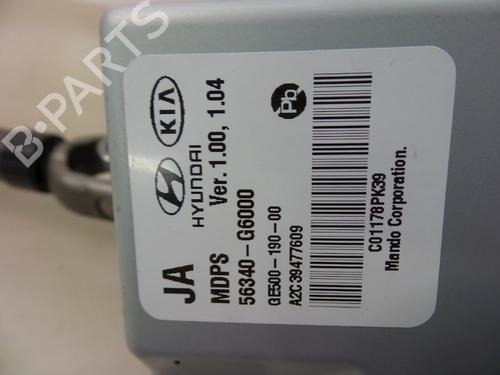 B-PARTS
KIA
HYUNDAI
Ver. 1.00, 1.04
JA
MDPS
56340-G6000
GE500-190-00
A2C39477609
Pb
C01178PK39
Mando Corporation.